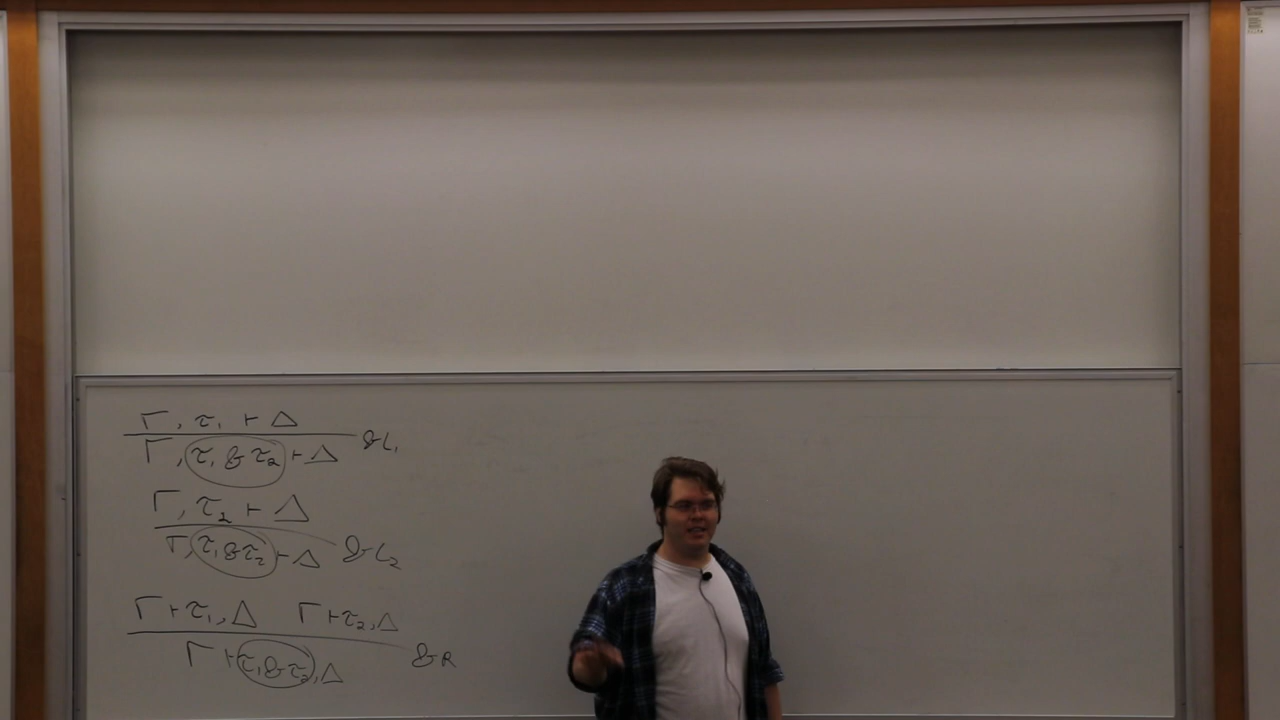 Γ, τ₁ ⊢ Δ
Γ, τ₁ & τ₂ ⊢ Δ &L₁
Γ, τ₂ ⊢ Δ
Γ, τ₁ & τ₂ ⊢ Δ &L₂
Γ ⊢ τ₁, Δ Γ ⊢ τ₂, Δ
Γ ⊢ τ₁ & τ₂, Δ &R